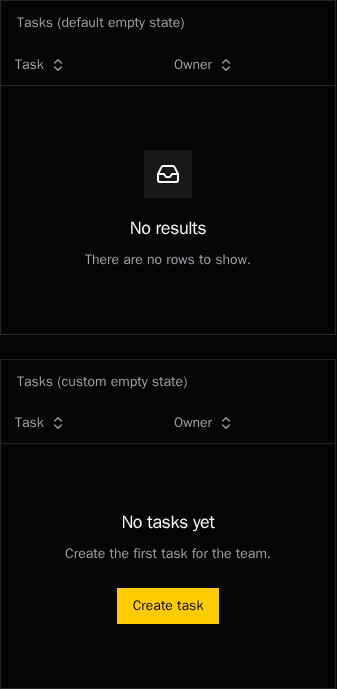 Tasks (default empty state)
Task Owner
No results
There are no rows to show.
Tasks (custom empty state)
Task Owner
No tasks yet
Create the first task for the team.
Create task